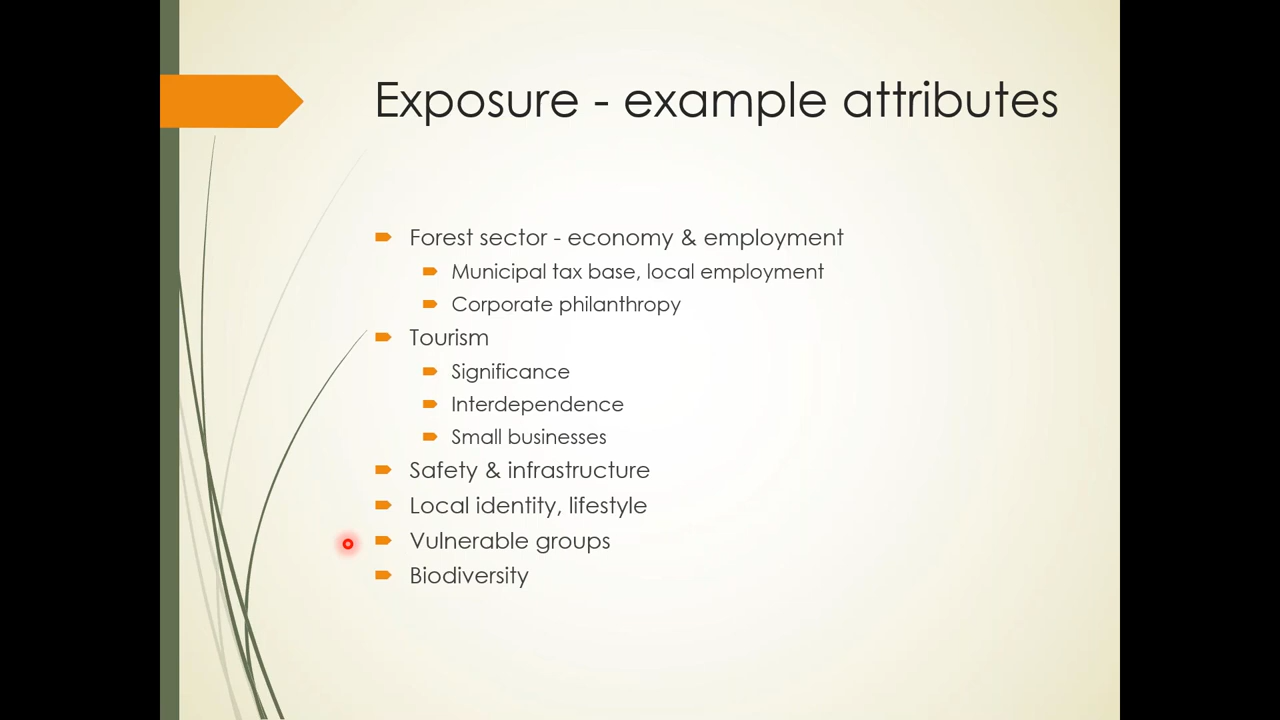 Exposure - example attributes
Forest sector - economy & employment
Municipal tax base, local employment
Corporate philanthropy
Tourism
Significance
Interdependence
Small businesses
Safety & infrastructure
Local identity, lifestyle
Vulnerable groups
Biodiversity